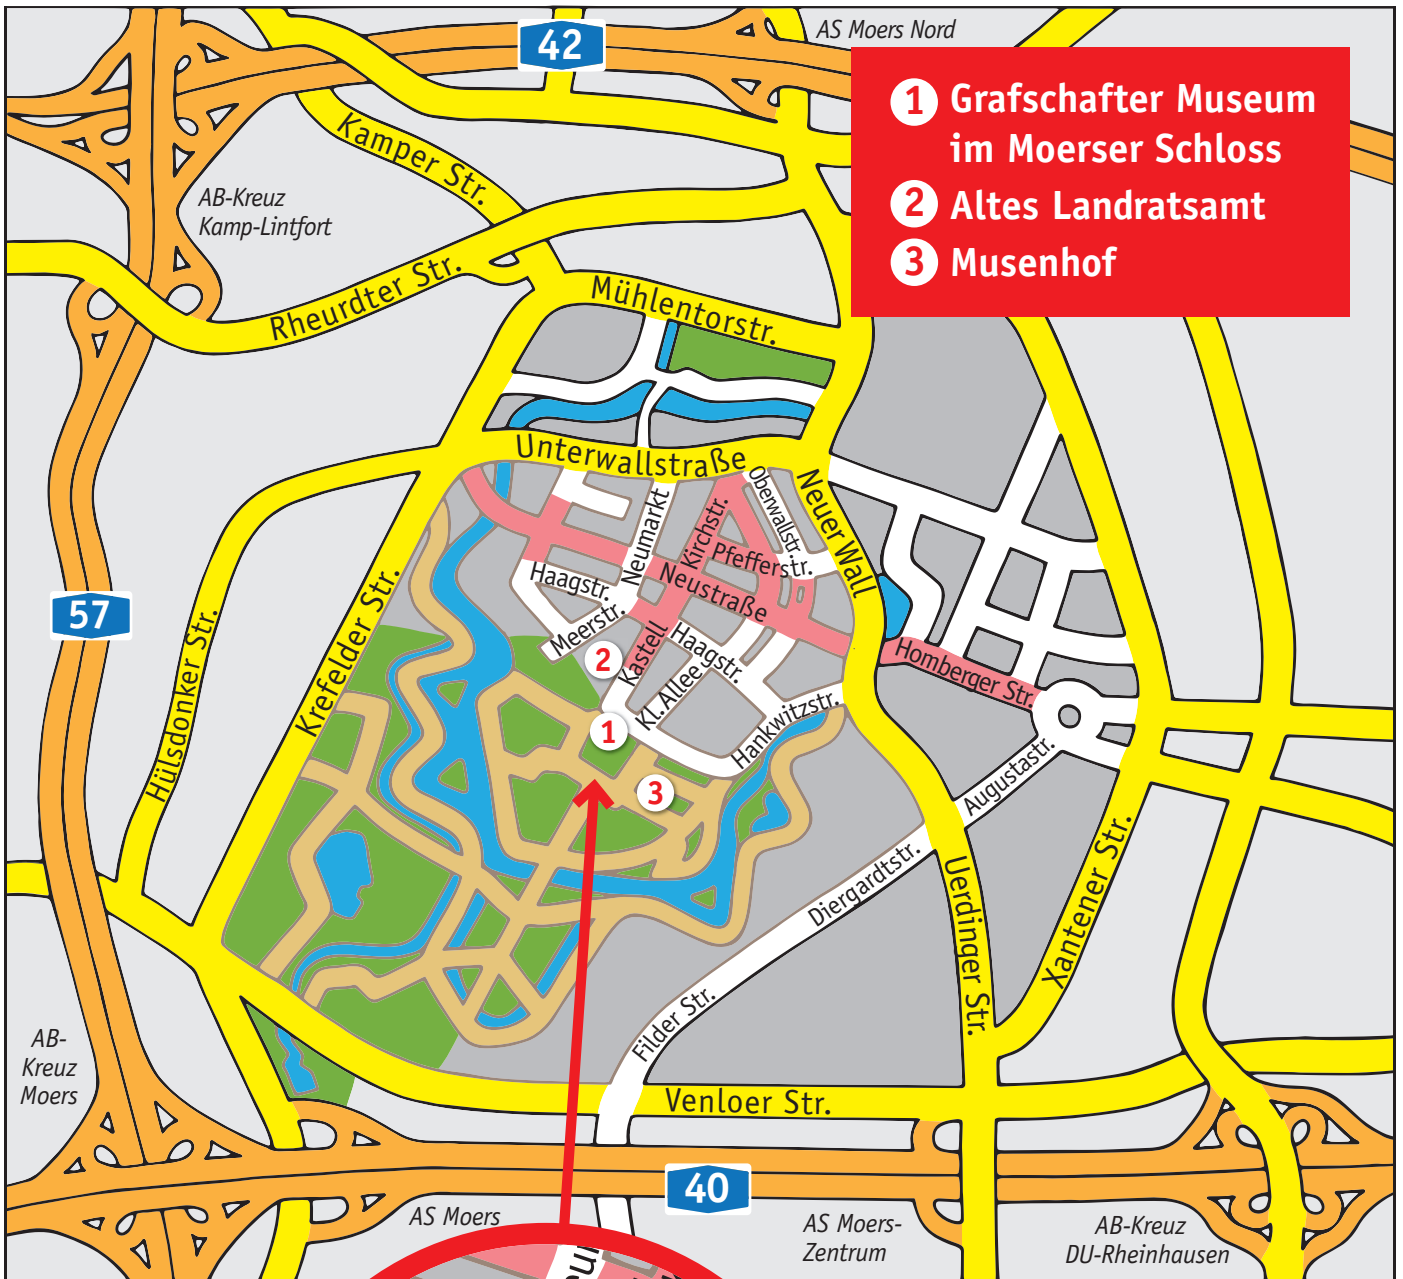 42
AS Moers Nord
1 Grafschafter Museum
im Moerser Schloss
2 Altes Landratsamt
3 Musenhof
Kamper Str.
AB-Kreuz
Kamp-Lintfort
Rheurdter Str.
Mühlentorstr.
Unterwallstraße
Oberwallstr.
Neuer Wall
Neumarkt
Kirchstr.
Pfefferstr.
Neustraße
Haagstr.
Meerstr.
57
Hülsdonker Str.
Krefelder Str.
2
Kastell
Haagstr.
Kl. Allee
Homberger Str.
1
Hankwitzstr.
3
Augustastr.
Diergardtstr.
Uerdinger Str.
Xantener Str.
Filder Str.
AB-
Kreuz
Moers
Venloer Str.
40
AS Moers
AS Moers-
Zentrum
AB-Kreuz
DU-Rheinhausen